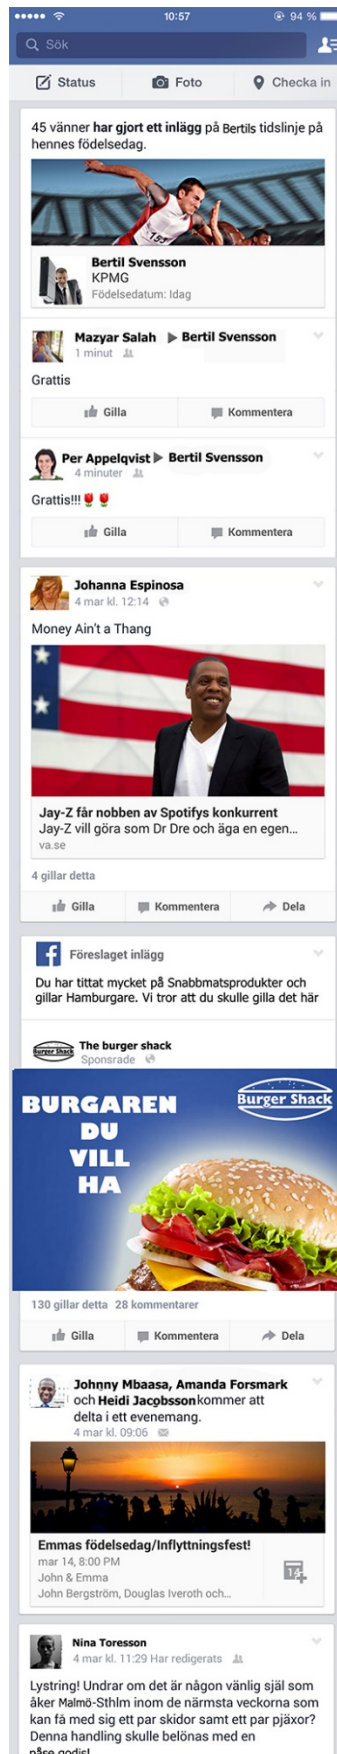 10:57
94 %
Sök
Status
Foto
Checka in
45 vänner har gjort ett inlägg på Bertils tidslinje på
hennes födelsedag.
Bertil Svensson
KPMG
Födelsedatum: Idag
Mazyar Salah ▶ Bertil Svensson
1 minut
Grattis
Gilla
Kommentera
Per Appelqvist ▶ Bertil Svensson
4 minuter
Grattis!!!🌷🌷
Gilla
Kommentera
Johanna Espinosa
4 mar kl. 12:14
Money Ain't a Thang
Jay-Z får nobben av Spotifys konkurrent
Jay-Z vill göra som Dr Dre och äga en egen...
va.se
4 gillar detta
Gilla
Kommentera
Dela
Föreslaget inlägg
Du har tittat mycket på Snabbmatsprodukter och
gillar Hamburgare. Vi tror att du skulle gilla det här
Burger Shack
The burger shack
Sponsrade
BURGAREN
DU
VILL
HA
Burger Shack
130 gillar detta 28 kommentarer
Gilla
Kommentera
Dela
Johnny Mbaasa, Amanda Forsmark
och Heidi Jacobsson kommer att
delta i ett evenemang.
4 mar kl. 09:06
Emmas födelsedag/Inflyttningsfest!
mar 14, 8:00 PM
John & Emma
John Bergström, Douglas Iveroth och...
14
Nina Toresson
4 mar kl. 11:29 Har redigerats
Lystring! Undrar om det är någon vänlig själ som
åker Malmö-Sthlm inom de närmsta veckorna som
kan få med sig ett par skidor samt ett par pjäxor?
Denna handling skulle belönas med en
påse godis!